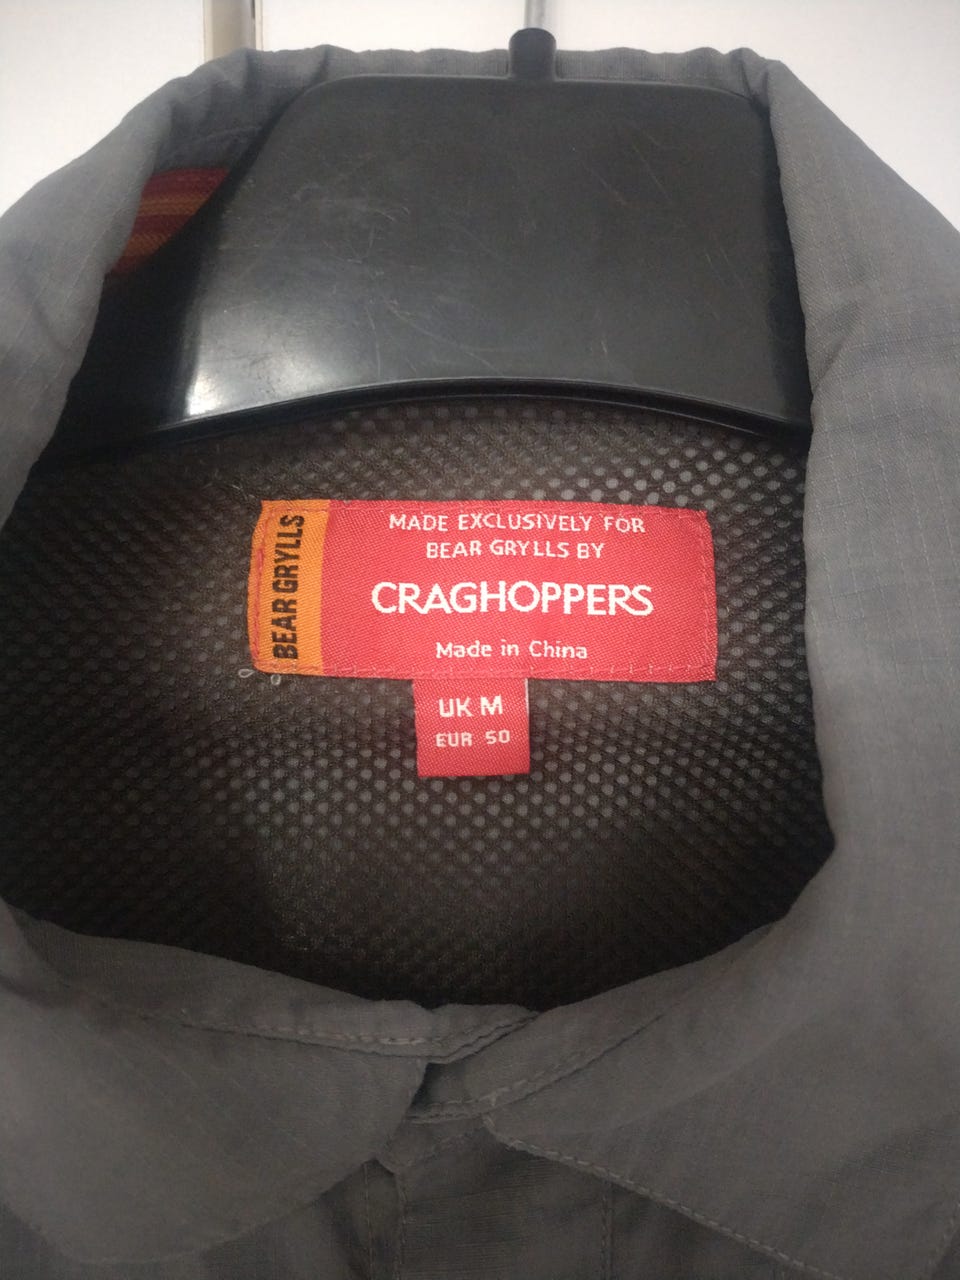 BEAR GRYLLS
MADE EXCLUSIVELY FOR
BEAR GRYLLS BY
CRAGHOPPERS
Made in China
UK M
EUR 50